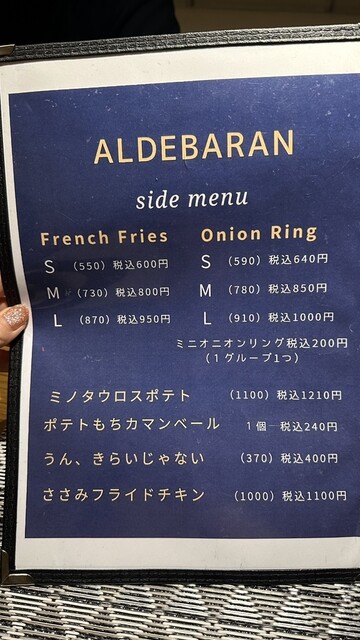 ALDEBARAN
side menu
French Fries
S (550) 税込600円
M (730) 税込800円
L (870) 税込950円
Onion Ring
S (590) 税込640円
M (780) 税込850円
L (910) 税込1000円
ミニオニオンリング税込200円
(1グループ1つ)
ミノタウロスポテト (1100) 税込1210円
ポテトもちカマンベール 1個 税込240円
うん、きらいじゃない (370) 税込400円
ささみフライドチキン (1000) 税込1100円